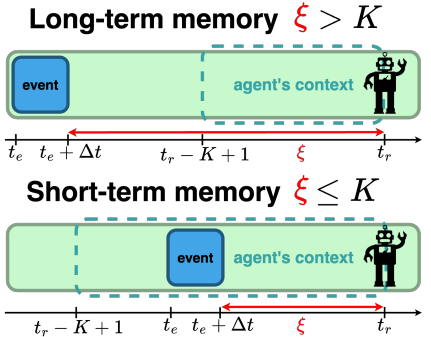 Long-term memory ξ > K
event agent's context
t_e t_e + Δt t_r − K + 1 ξ t_r
Short-term memory ξ ≤ K
event agent's context
t_r − K + 1 t_e t_e + Δt ξ t_r